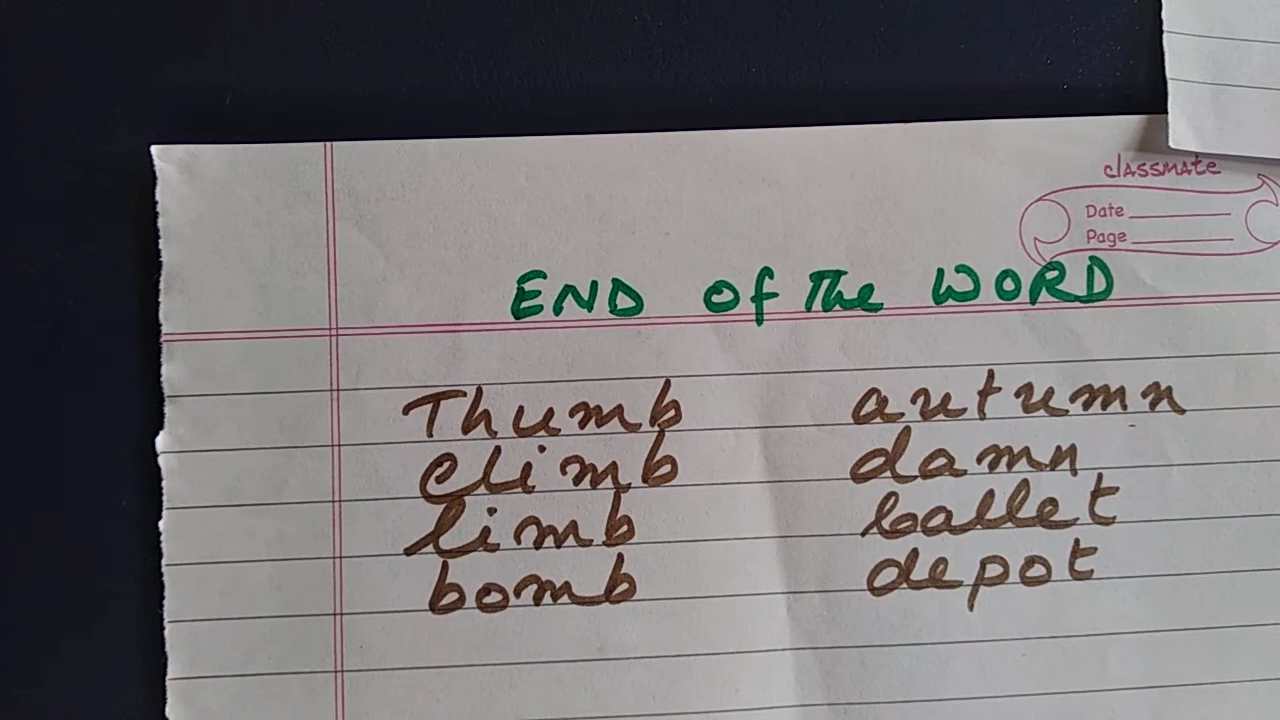 classmate
Date
Page
END Of The WORD
Thumb autumn
climb damn
limb ballet
bomb depot